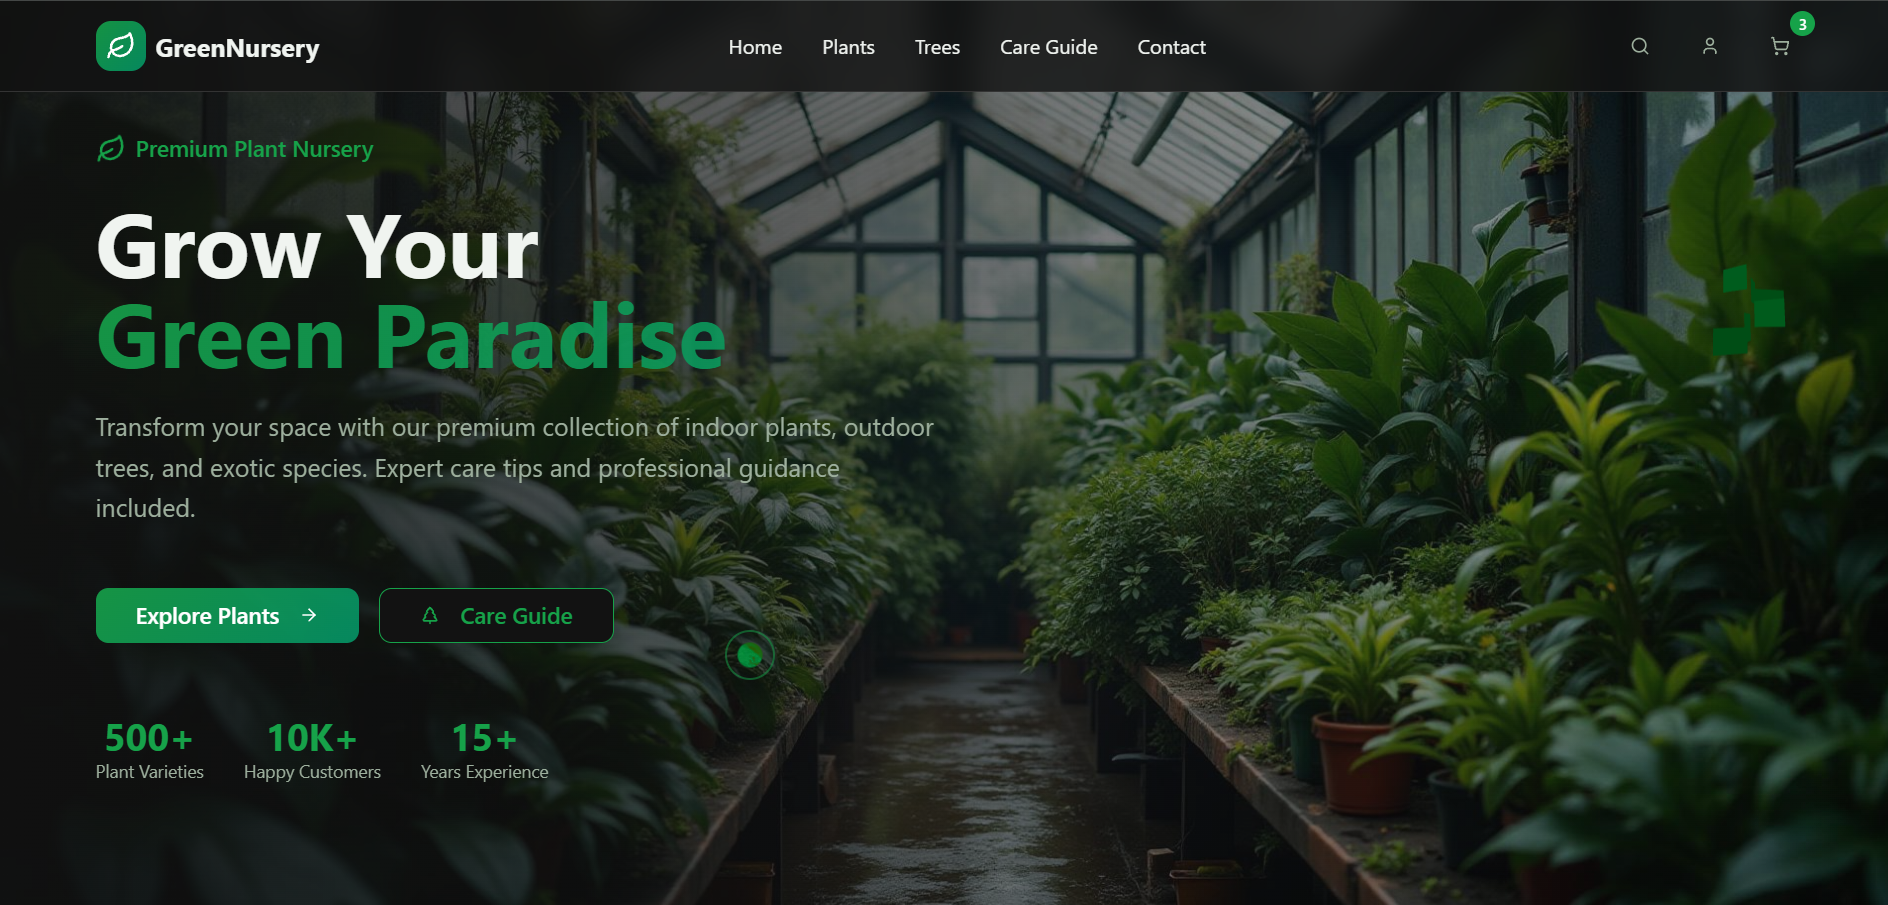 GreenNursery
Home
Plants
Trees
Care Guide
Contact
3
Premium Plant Nursery
Grow Your
Green Paradise
Transform your space with our premium collection of indoor plants, outdoor
trees, and exotic species. Expert care tips and professional guidance
included.
Explore Plants
Care Guide
500+
Plant Varieties
10K+
Happy Customers
15+
Years Experience